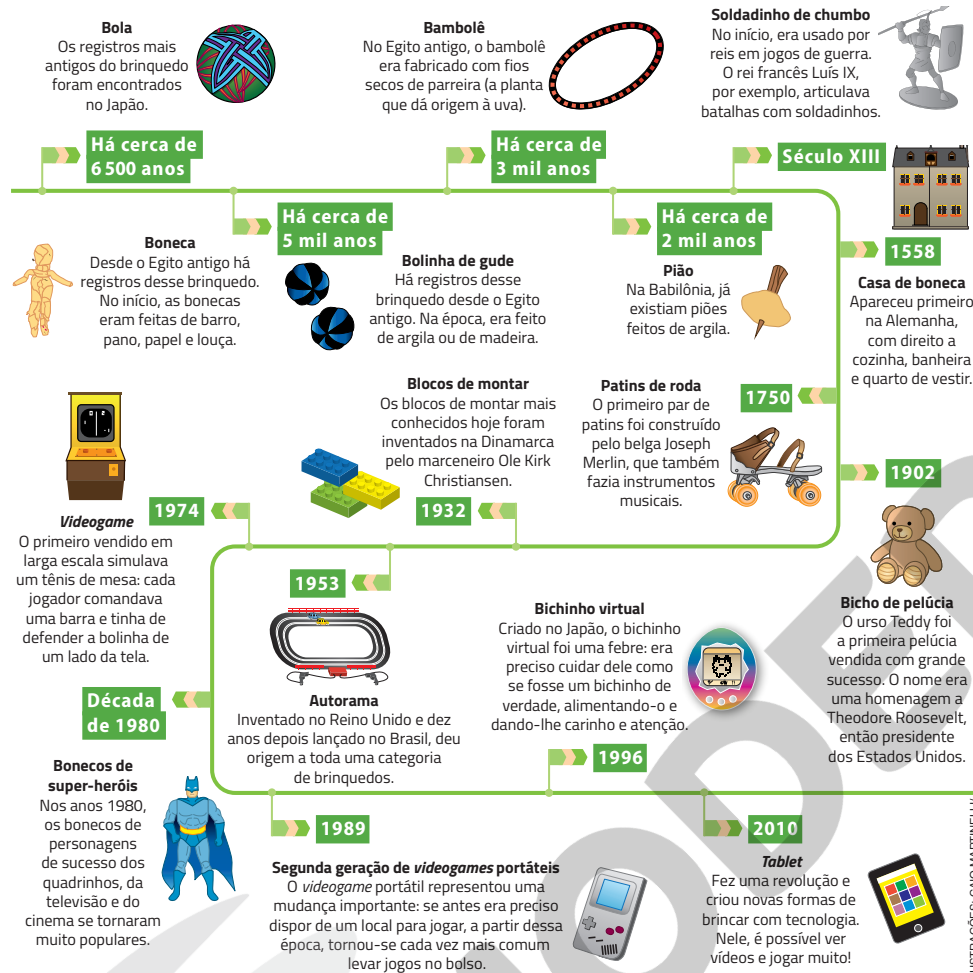 Bola
Os registros mais
antigos do brinquedo
foram encontrados
no Japão.
Há cerca de
6 500 anos
Boneca
Desde o Egito antigo há
registros desse brinquedo.
No início, as bonecas
eram feitas de barro,
pano, papel e louça.
Há cerca de
5 mil anos
Bolinha de gude
Há registros desse
brinquedo desde o Egito
antigo. Na época, era feito
de argila ou de madeira.
Bambolê
No Egito antigo, o bambolê
era fabricado com fios
secos de parreira (a planta
que dá origem à uva).
Há cerca de
3 mil anos
Há cerca de
2 mil anos
Pião
Na Babilônia, já
existiam piões
feitos de argila.
Soldadinho de chumbo
No início, era usado por
reis em jogos de guerra.
O rei francês Luís IX,
por exemplo, articulava
batalhas com soldadinhos.
Século XIII
1558
Casa de boneca
Apareceu primeiro
na Alemanha,
com direito a
cozinha, banheira
e quarto de vestir.
1750
Patins de roda
O primeiro par de
patins foi construído
pelo belga Joseph
Merlin, que também
fazia instrumentos
musicais.
1902
Bicho de pelúcia
O urso Teddy foi
a primeira pelúcia
vendida com grande
sucesso. O nome era
uma homenagem a
Theodore Roosevelt,
então presidente
dos Estados Unidos.
Blocos de montar
Os blocos de montar mais
conhecidos hoje foram
inventados na Dinamarca
pelo marceneiro Ole Kirk
Christiansen.
1932
1953
Autorama
Inventado no Reino Unido e dez
anos depois lançado no Brasil, deu
origem a toda uma categoria
de brinquedos.
1974
Videogame
O primeiro vendido em
larga escala simulava
um tênis de mesa: cada
jogador comandava
uma barra e tinha de
defender a bolinha de
um lado da tela.
Década
de 1980
Bonecos de
super-heróis
Nos anos 1980,
os bonecos de
personagens
de sucesso dos
quadrinhos, da
televisão e do
cinema se tornaram
muito populares.
1989
Segunda geração de videogames portáteis
O videogame portátil representou uma
mudança importante: se antes era preciso
dispor de um local para jogar, a partir dessa
época, tornou-se cada vez mais comum
levar jogos no bolso.
Bichinho virtual
Criado no Japão, o bichinho
virtual foi uma febre: era
preciso cuidar dele como
se fosse um bichinho de
verdade, alimentando-o e
dando-lhe carinho e atenção.
1996
2010
Tablet
Fez uma revolução e
criou novas formas de
brincar com tecnologia.
Nele, é possível ver
vídeos e jogar muito!